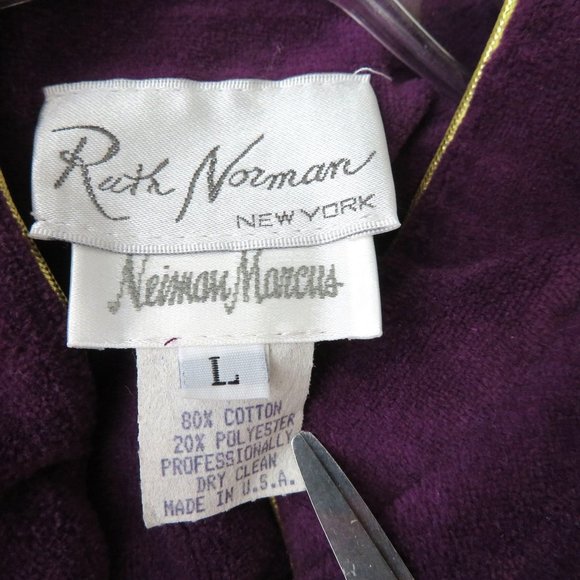 Ruth Norman
NEW YORK
Neiman Marcus
L
80% COTTON
20% POLYESTER
PROFESSIONALLY
DRY CLEAN
MADE IN U.S.A.